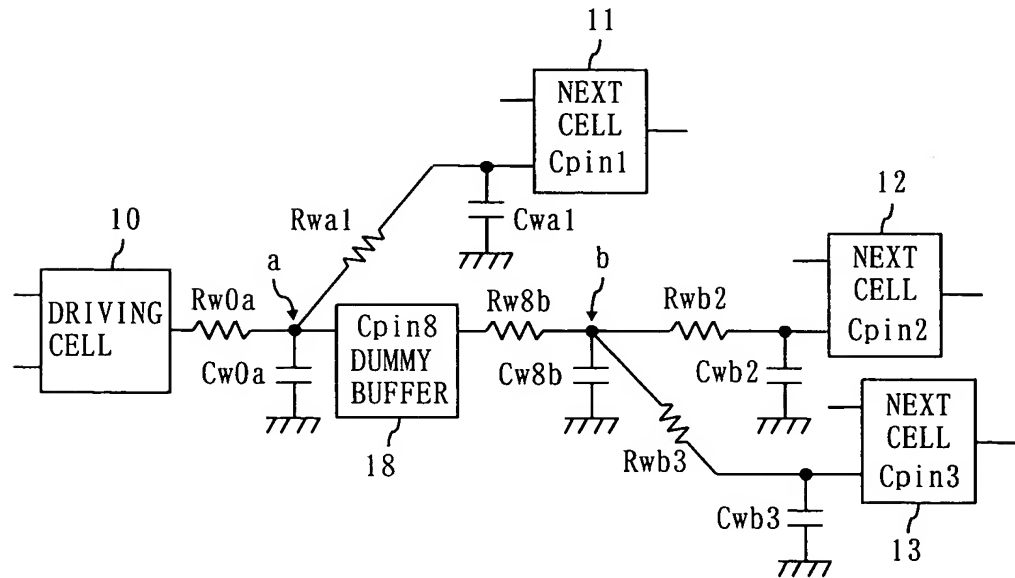 11
NEXT
CELL
Cpin1
Rwa1
Cwa1
12
NEXT
CELL
Cpin2
10
DRIVING
CELL
Rw0a
a
Cw0a
Cpin8
DUMMY
BUFFER
18
Rw8b
b
Cw8b
Rwb2
Cwb2
Rwb3
Cwb3
NEXT
CELL
Cpin3
13